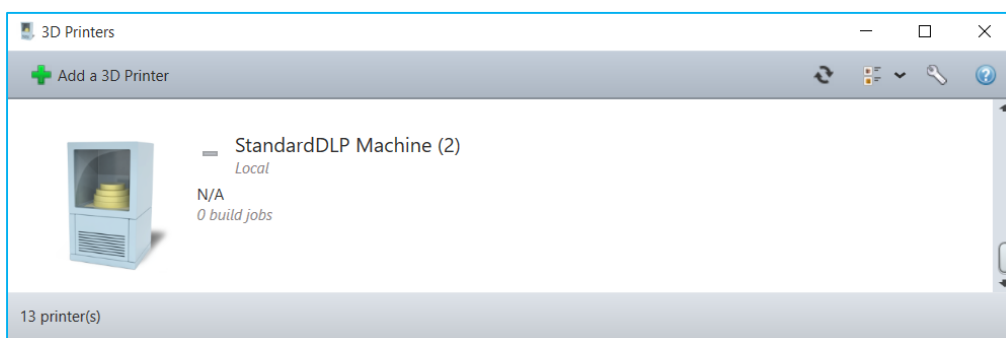 3D Printers
Add a 3D Printer
StandardDLP Machine (2)
Local
N/A
0 build jobs
13 printer(s)